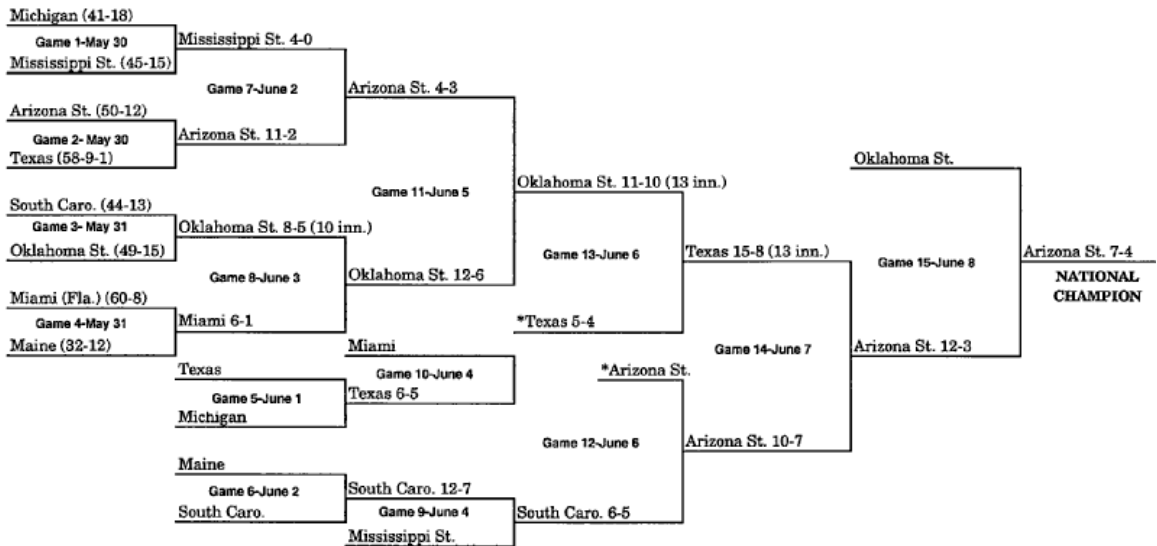 Michigan (41-18)
Game 1-May 30
Mississippi St. (45-15)
Mississippi St. 4-0
Game 7-June 2
Arizona St. (50-12)
Game 2- May 30
Texas (58-9-1)
Arizona St. 11-2
Arizona St. 4-3
Game 11-June 5
South Caro. (44-13)
Game 3- May 31
Oklahoma St. (49-15)
Oklahoma St. 8-5 (10 inn.)
Game 8-June 3
Oklahoma St. 12-6
Miami (Fla.) (60-8)
Game 4-May 31
Maine (32-12)
Miami 6-1
Oklahoma St. 11-10 (13 inn.)
Game 13-June 6
*Texas 5-4
Texas 15-8 (13 inn.)
Miami
Game 10-June 4
Texas 6-5
Texas
Game 5-June 1
Michigan
Maine
Game 6-June 2
South Caro.
South Caro. 12-7
Game 9-June 4
Mississippi St.
South Caro. 6-5
*Arizona St.
Game 12-June 6
Arizona St. 10-7
Game 14-June 7
Arizona St. 12-3
Oklahoma St.
Game 15-June 8
Arizona St. 7-4
NATIONAL
CHAMPION